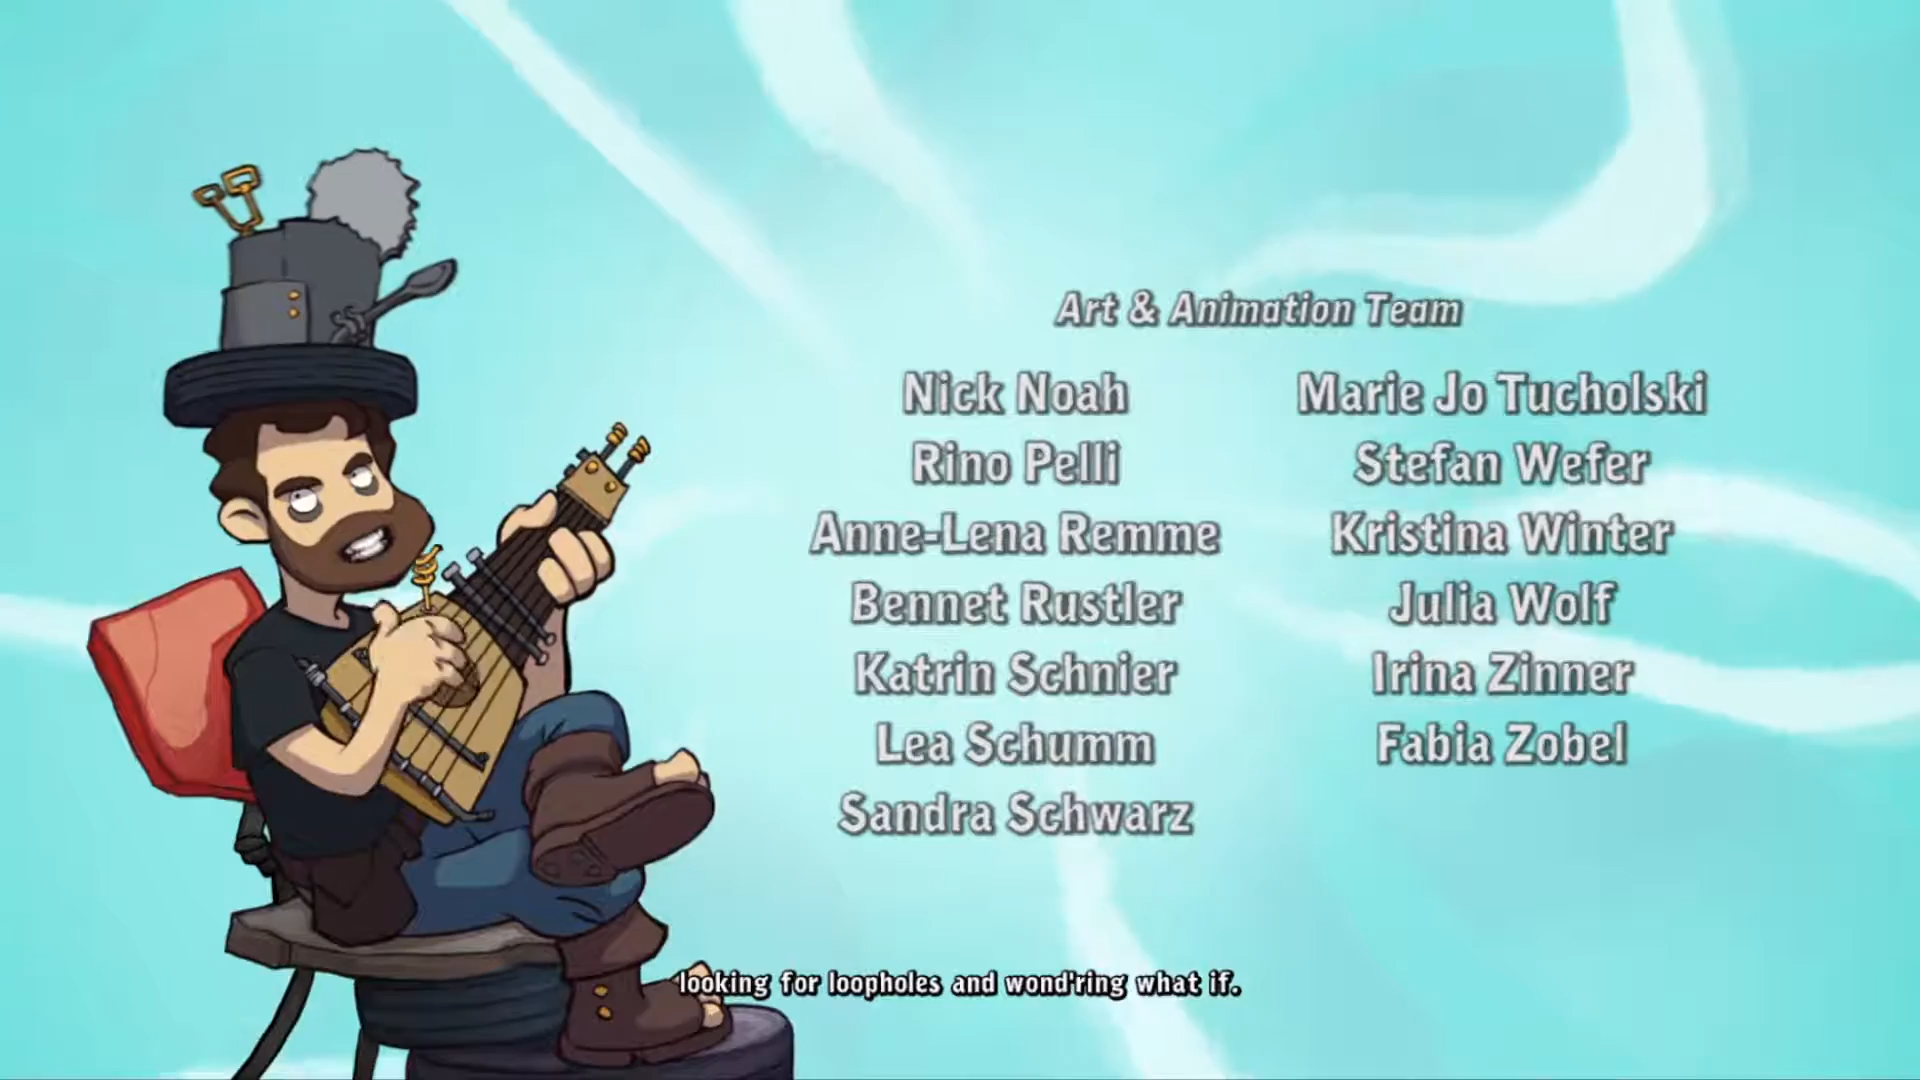 Art & Animation Team
Nick Noah
Rino Pelli
Anne-Lena Remme
Bennet Rustler
Katrin Schnier
Lea Schumm
Sandra Schwarz
Marie Jo Tucholski
Stefan Wefer
Kristina Winter
Julia Wolf
Irina Zinner
Fabia Zobel
looking for loopholes and wond'ring what if.